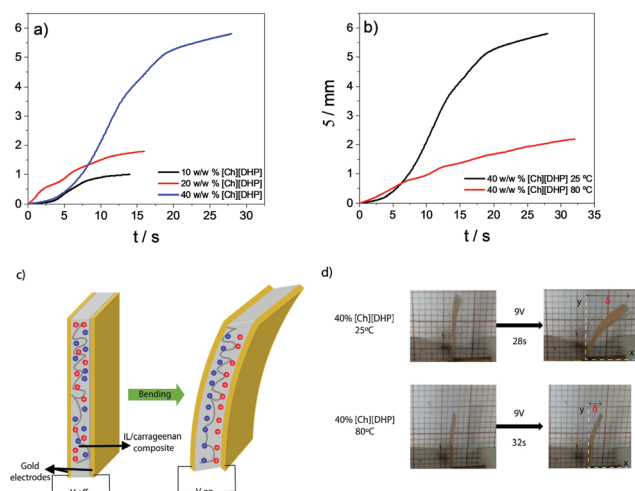 a)
6
5
4
3
2
1
0
10 w/w % [Ch][DHP]
20 w/w % [Ch][DHP]
40 w/w % [Ch][DHP]
0 5 10 15 20 25 30
t / s
b)
δ / mm
6
5
4
3
2
1
0
40 w/w % [Ch][DHP] 25 ºC
40 w/w % [Ch][DHP] 80 ºC
0 5 10 15 20 25 30 35
t / s
c)
Bending
IL/carrageenan
composite
Gold
electrodes
d)
40% [Ch][DHP]
25ºC
9V
28s
y
δ
x
40% [Ch][DHP]
80ºC
9V
32s
y
δ
x